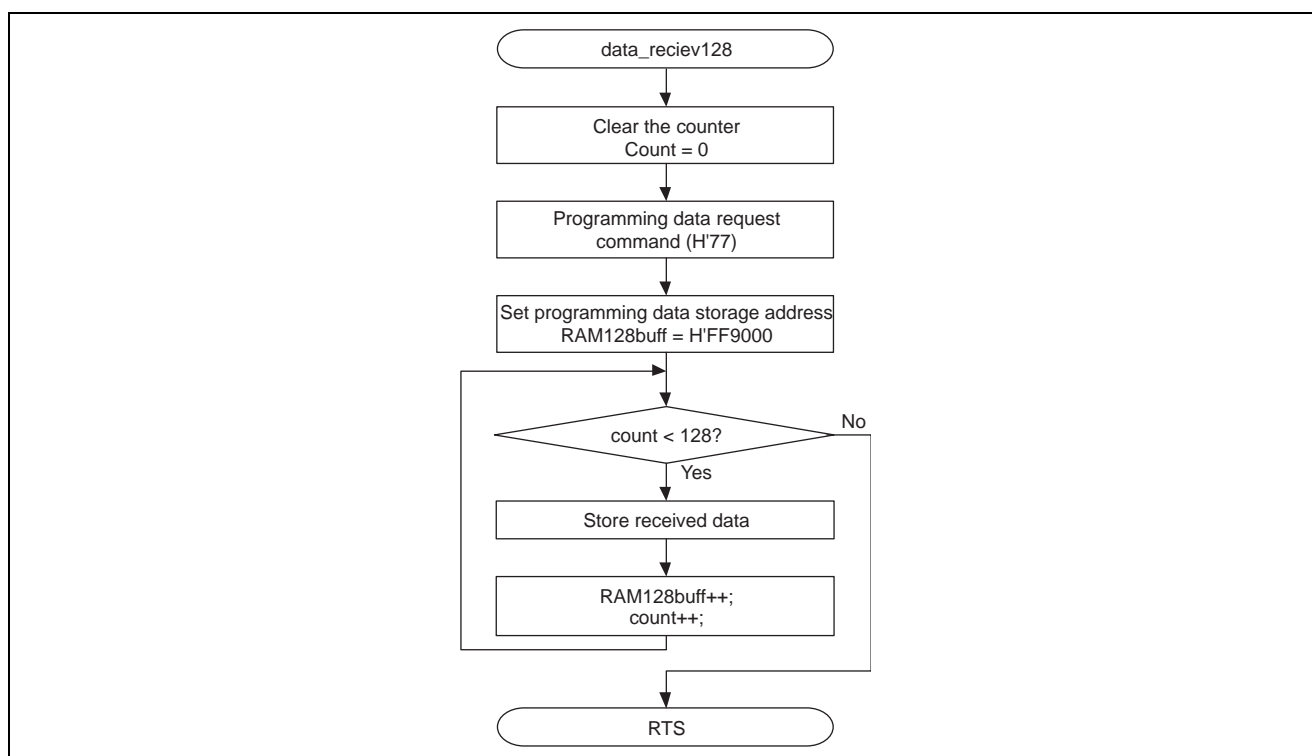 data_reciev128
Clear the counter
Count = 0
Programming data request
command (H'77)
Set programming data storage address
RAM128buff = H'FF9000
count < 128?
No
Yes
Store received data
RAM128buff++;
count++;
RTS